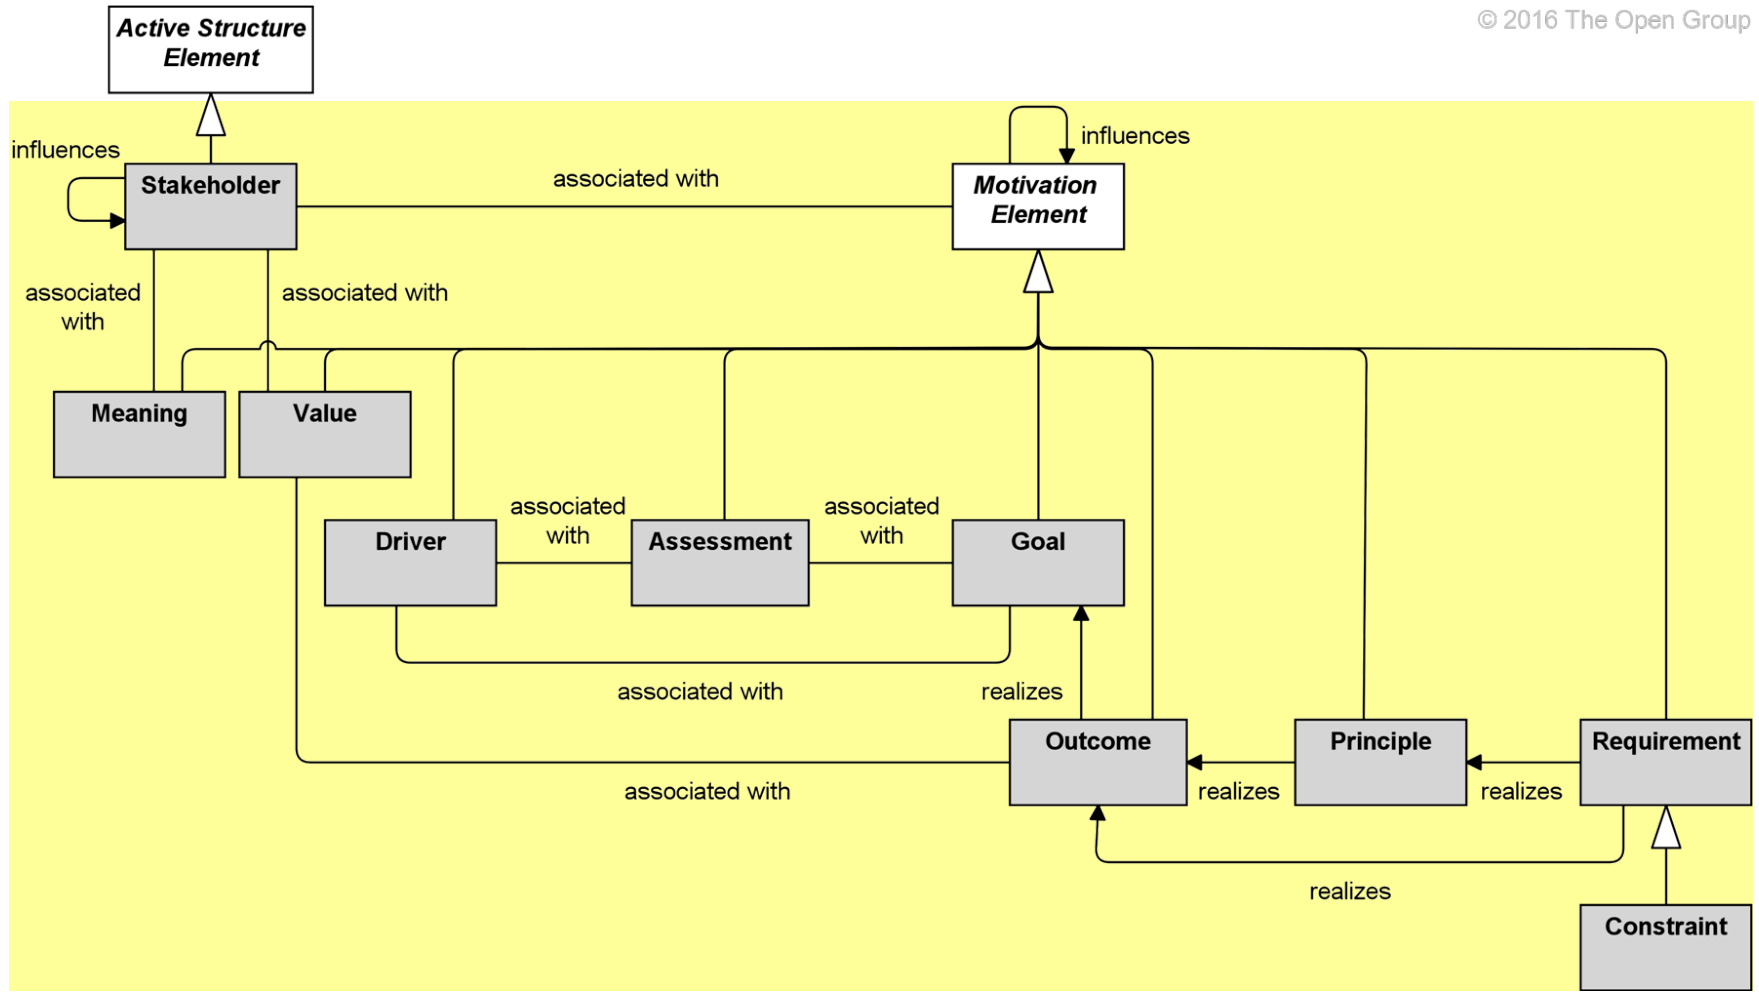 © 2016 The Open Group
Active Structure
Element
influences
Stakeholder
associated with
influences
Motivation
Element
associated
with
associated with
Meaning
Value
associated
with
associated
with
Driver
Assessment
Goal
associated with
realizes
Outcome
Principle
Requirement
associated with
realizes
realizes
realizes
Constraint